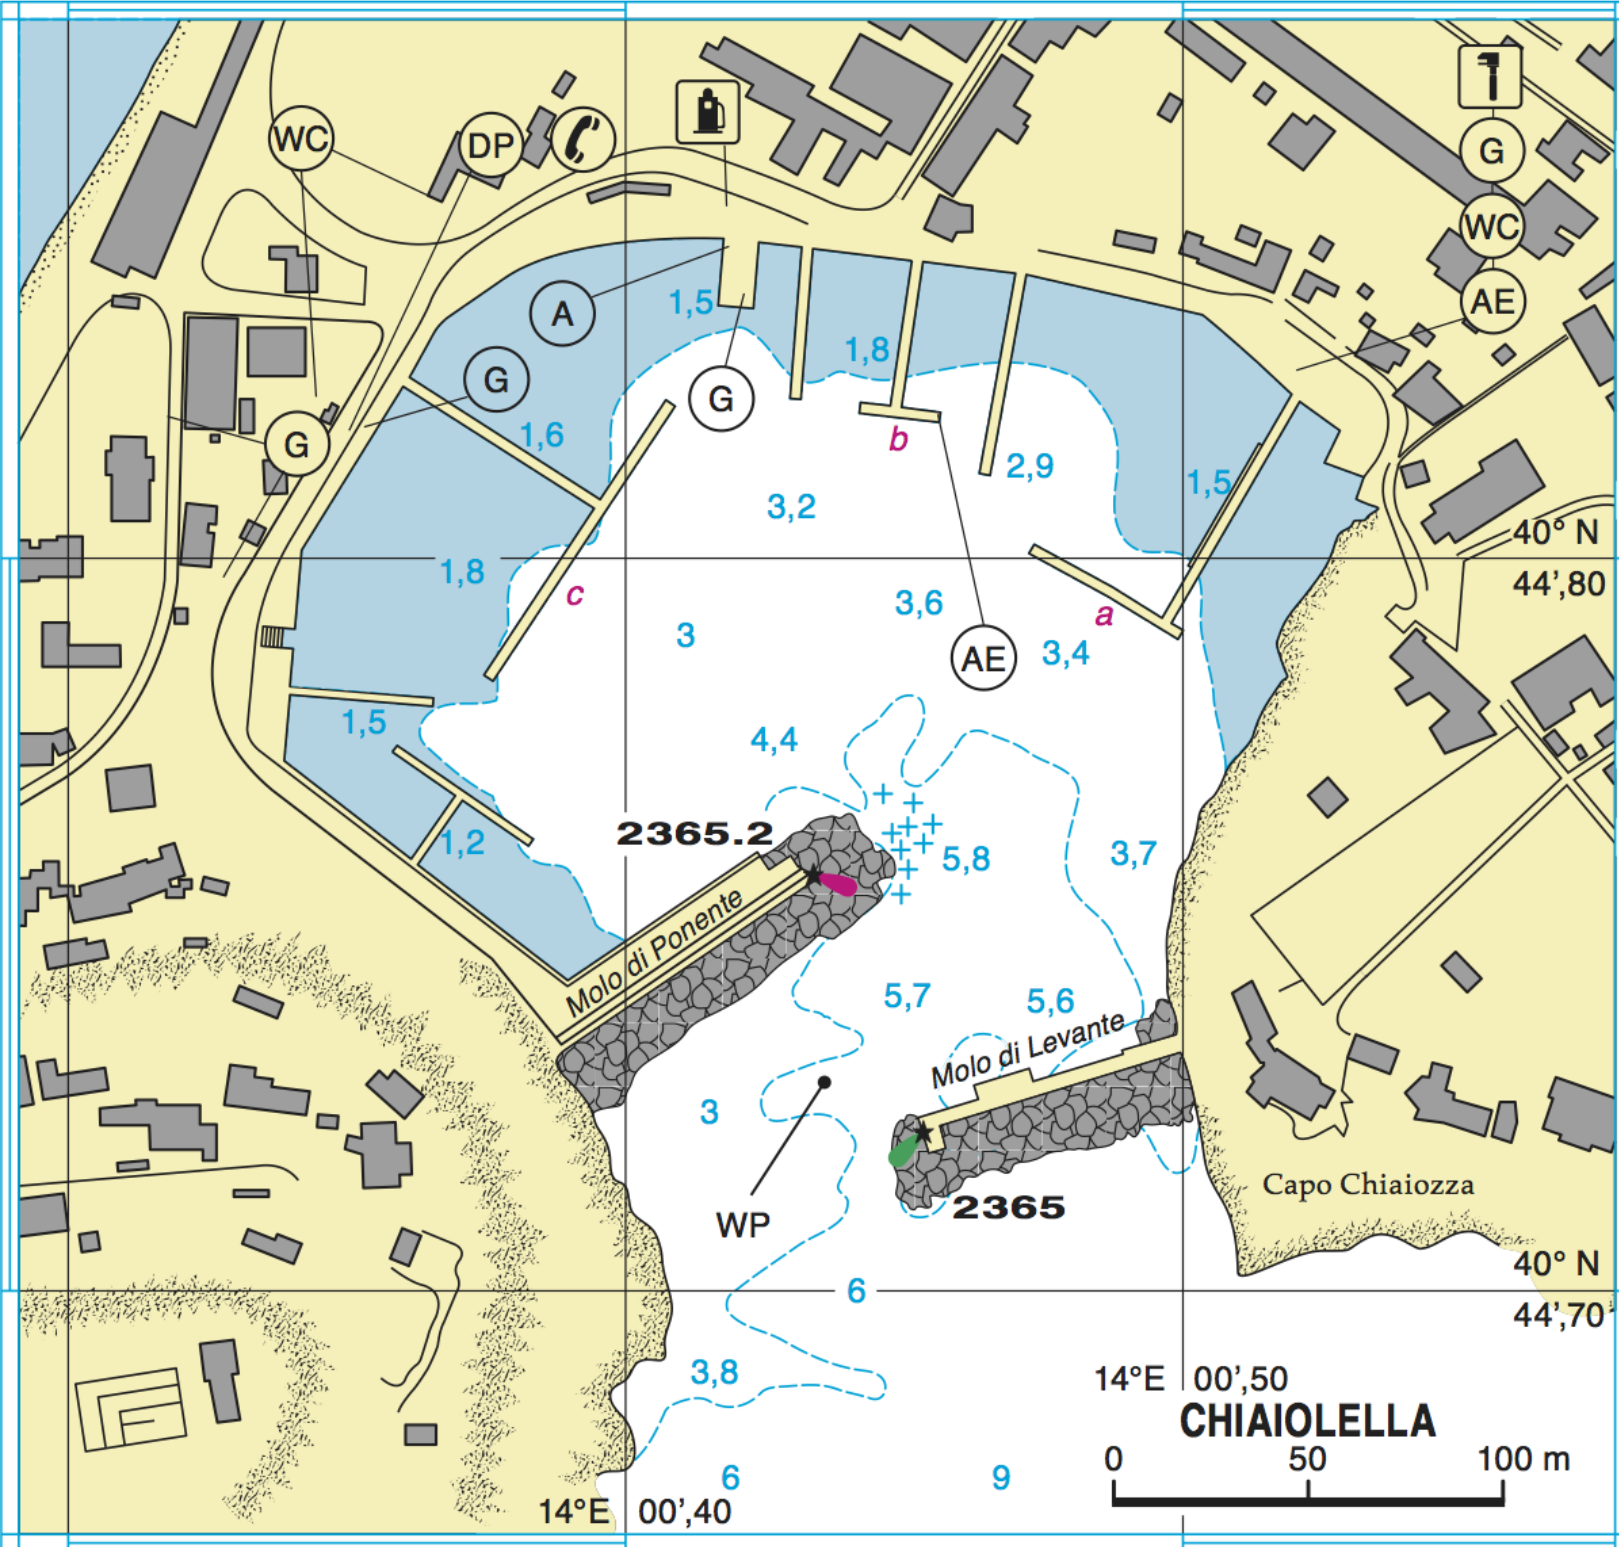 WC
DP
G
A
1,5
G
WC
AE
1,8
G
G
1,6
G
b
2,9
1,5
3,2
40° N
44',80
1,8
c
3,6
a
3
3,4
AE
1,5
4,4
2365.2
1,2
5,8
3,7
Molo di Ponente
5,7
5,6
Molo di Levante
3
Capo Chiaiozza
2365
WP
40° N
6
44',70
3,8
14°E 00',50
CHIAIOLELLA
0 50 100 m
6
9
14°E 00',40